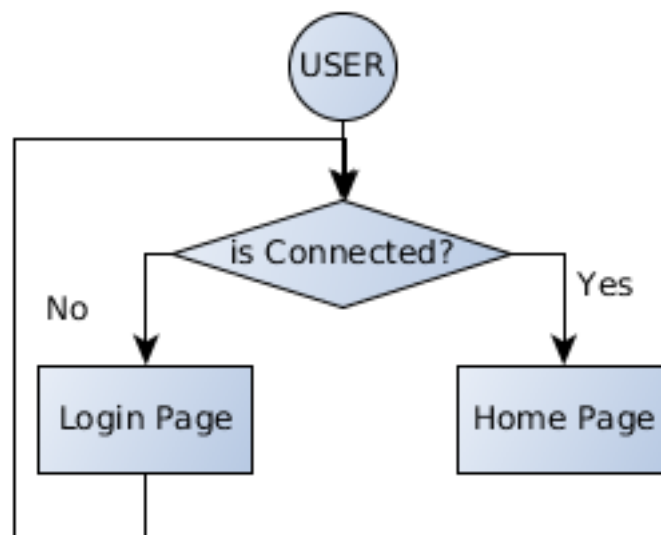 USER
is Connected?
No
Yes
Login Page
Home Page